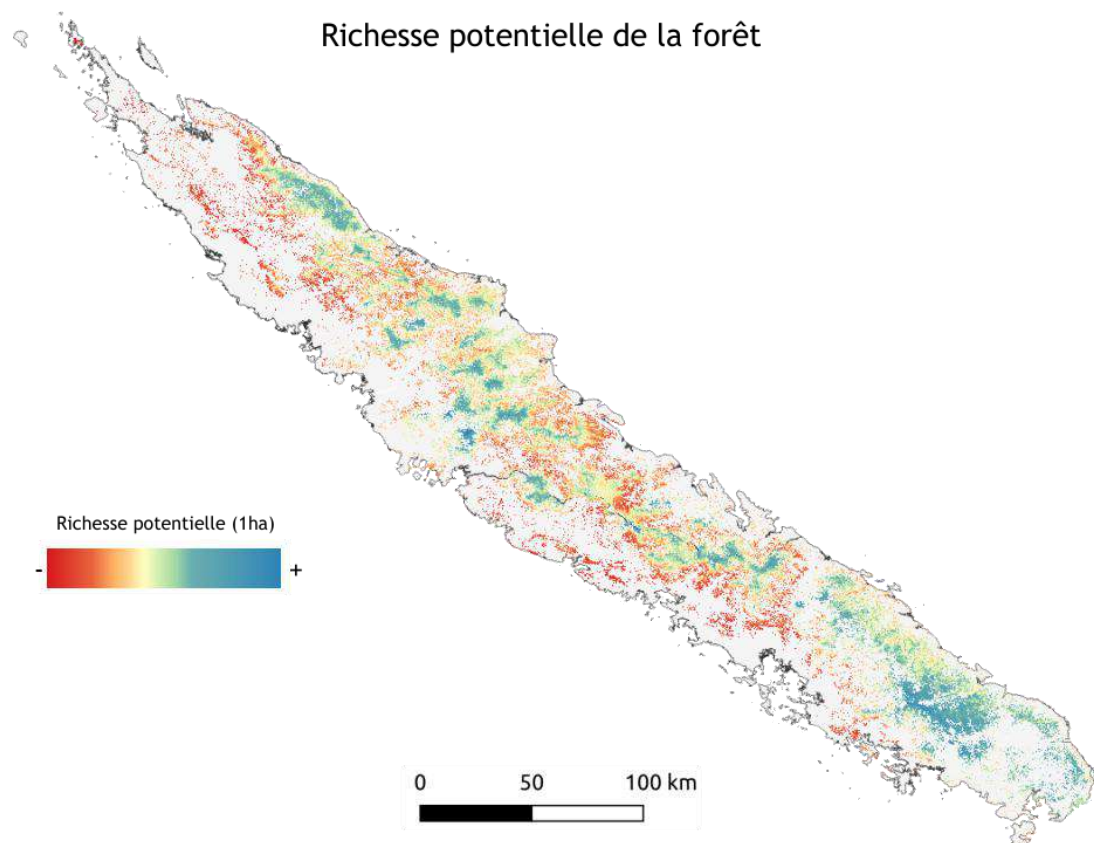 Richesse potentielle de la forêt
Richesse potentielle (1ha)
- +
0 50 100 km